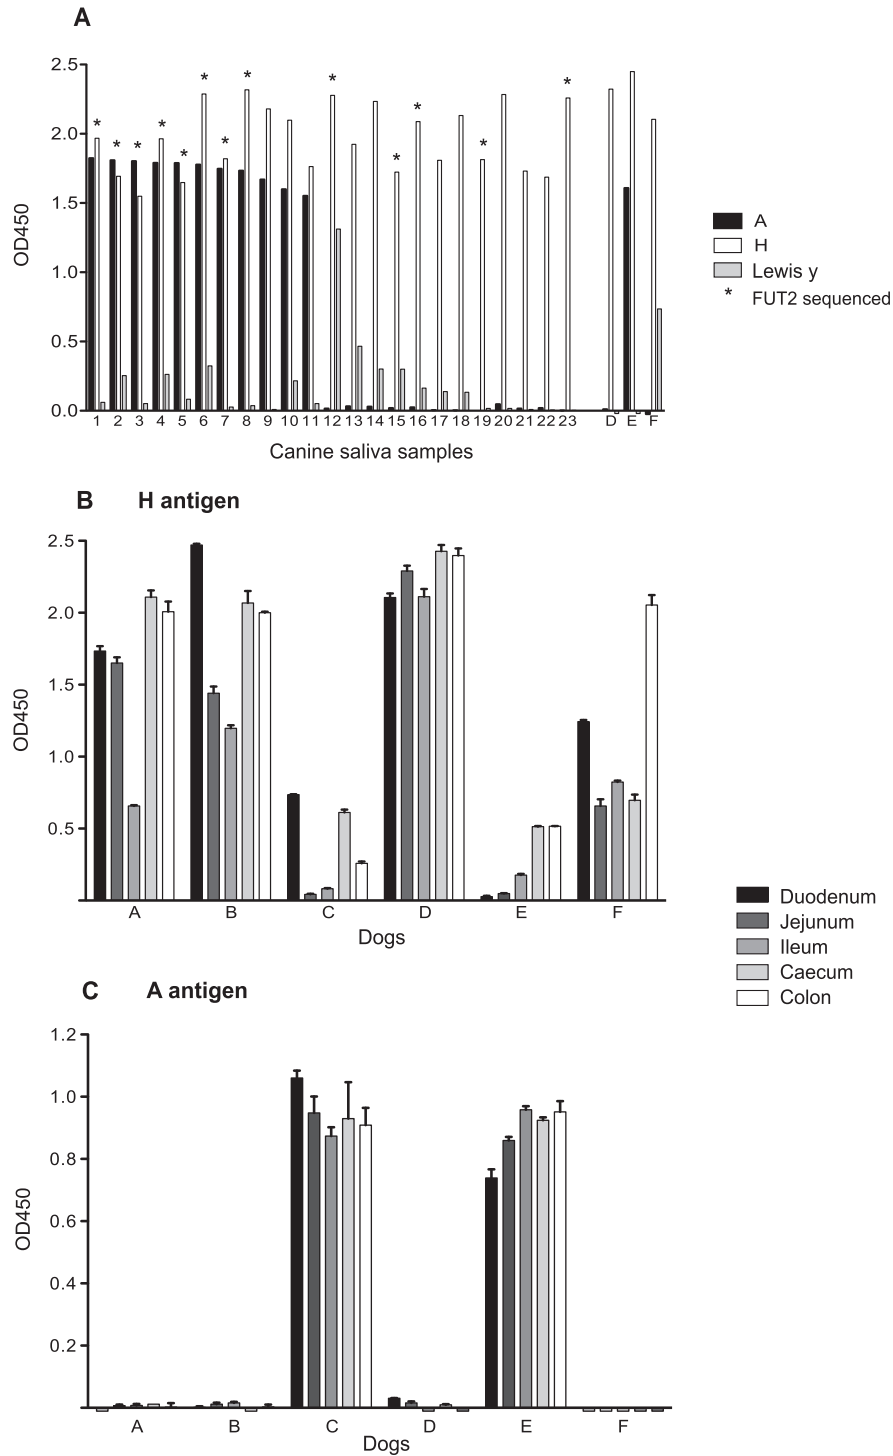 A
2.5
2.0
1.5
1.0
0.5
0.0
OD450
* * * * * * * * * * * * *
1 2 3 4 5 6 7 8 9 10 11 12 13 14 15 16 17 18 19 20 21 22 23 D E F
Canine saliva samples
A
H
Lewis y
* FUT2 sequenced
B H antigen
2.5
2.0
1.5
1.0
0.5
OD450
A B C D E F
Dogs
Duodenum
Jejunum
Ileum
Caecum
Colon
C A antigen
1.2
1.0
0.8
0.6
0.4
0.2
OD450
A B C D E F
Dogs